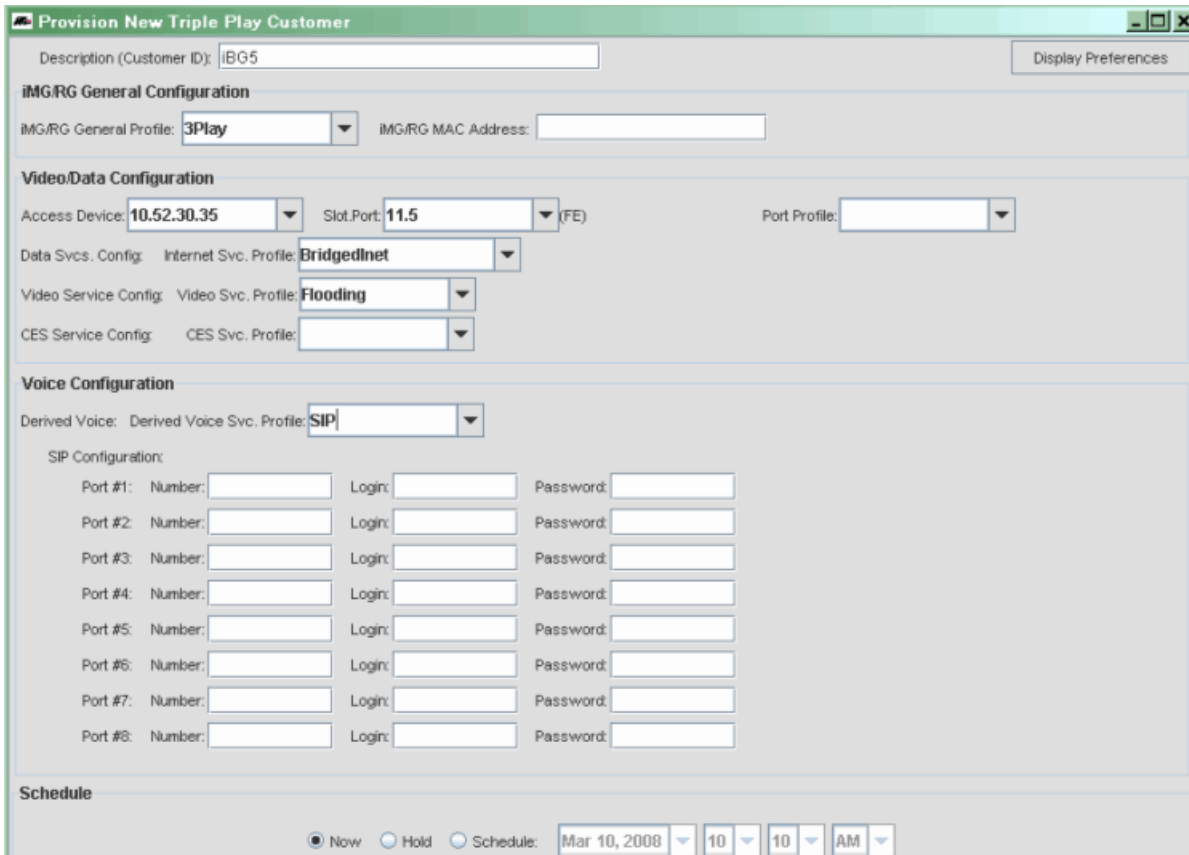 Provision New Triple Play Customer
Description (Customer ID): iBG5 Display Preferences
iMG/RG General Configuration
iMG/RG General Profile: 3Play iMG/RG MAC Address:
Video/Data Configuration
Access Device: 10.52.30.35 Slot.Port: 11.5 (FE) Port Profile:
Data Svcs. Config: Internet Svc. Profile: BridgedInet
Video Service Config: Video Svc. Profile: Flooding
CES Service Config: CES Svc. Profile:
Voice Configuration
Derived Voice: Derived Voice Svc. Profile: SIP
SIP Configuration:
Port #1: Number: Login: Password:
Port #2: Number: Login: Password:
Port #3: Number: Login: Password:
Port #4: Number: Login: Password:
Port #5: Number: Login: Password:
Port #6: Number: Login: Password:
Port #7: Number: Login: Password:
Port #8: Number: Login: Password:
Schedule
Now Hold Schedule: Mar 10, 2008 10 10 AM